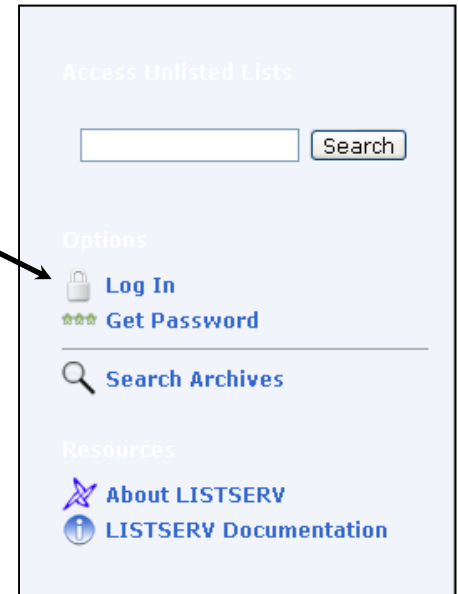 Access Unlisted Lists
Search
Options
Log In
Get Password
Search Archives
Resources
About LISTSERV
LISTSERV Documentation